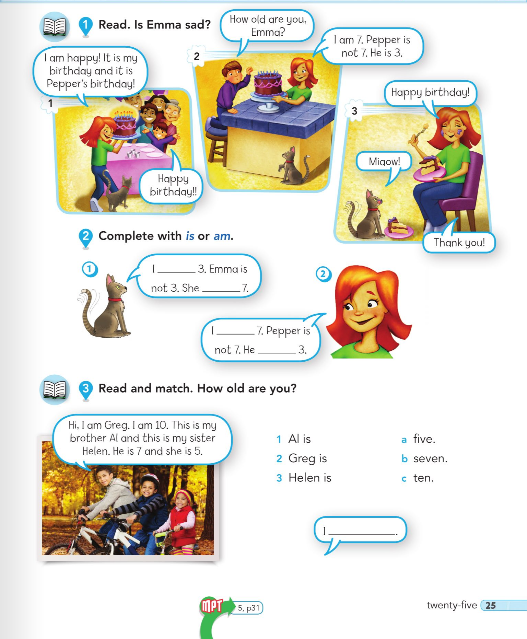 1 Read. Is Emma sad?
I am happy! It is my
birthday and it is
Pepper's birthday!
1
Happy
birthday!!
2
How old are you,
Emma?
I am 7. Pepper is
not 7. He is 3.
3
Happy birthday!
Miaow!
Thank you!
2 Complete with is or am.
1
I ______ 3. Emma is
not 3. She ______ 7.
2
I ______ 7. Pepper is
not 7. He ______ 3.
3 Read and match. How old are you?
Hi, I am Greg. I am 10. This is my
brother Al and this is my sister
Helen. He is 7 and she is 5.
1 Al is
2 Greg is
3 Helen is
a five.
b seven.
c ten.
I __________.
MPT 5, p31
twenty-five 25